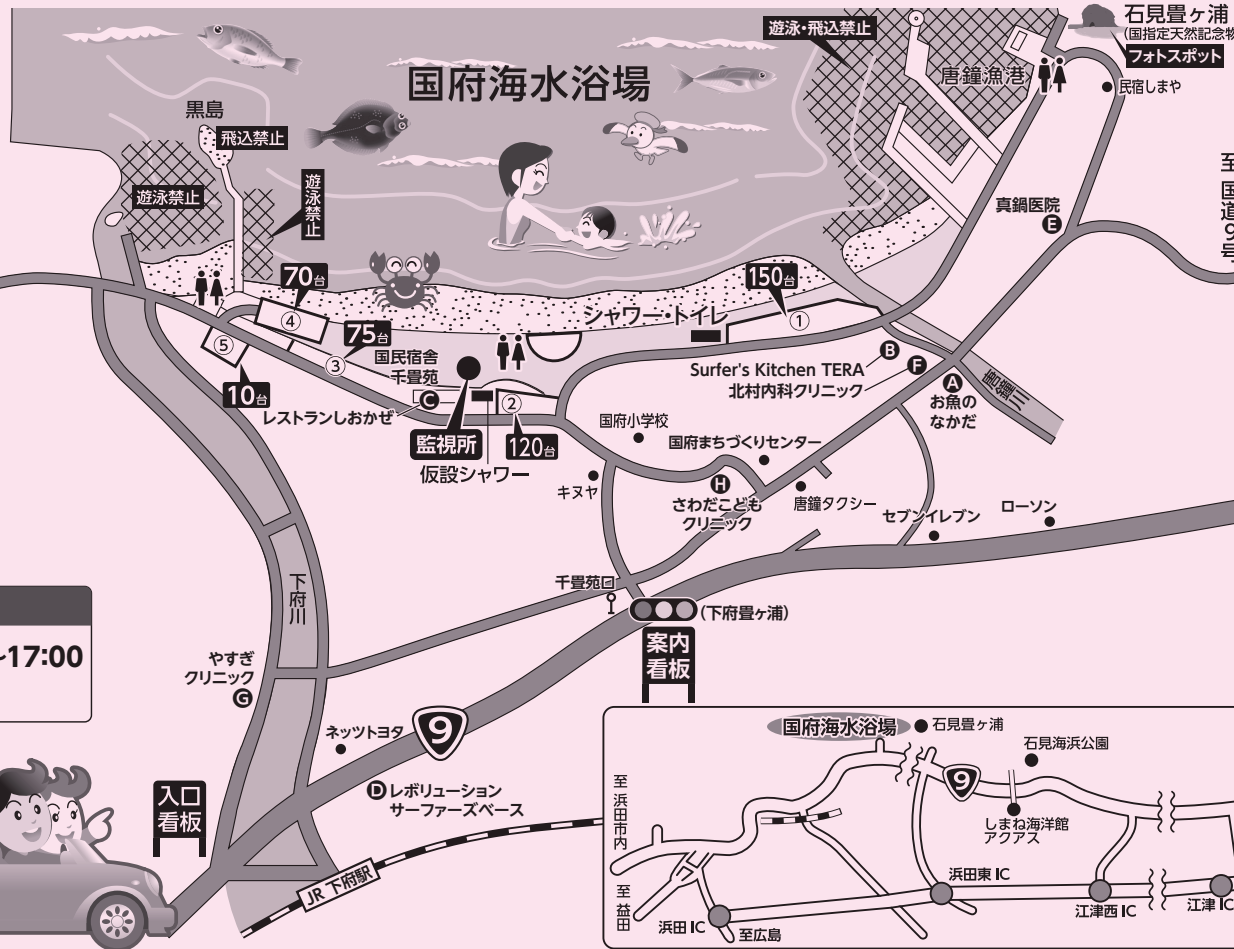 石見畳ヶ浦
(国指定天然記念物
フォトスポット
遊泳・飛込禁止
唐鐘漁港
民宿しまや
国府海水浴場
黒島
飛込禁止
遊泳禁止
遊泳禁止
至 国道9号
真鍋医院
E
70台
④
⑤
10台
75台
③
国民宿舎
千畳苑
C
レストランしおかぜ
監視所
仮設シャワー
②
120台
シャワー・トイレ
150台
①
B
Surfer's Kitchen TERA
F
北村内科クリニック
A
お魚の
なかだ
唐鐘川
国府小学校
国府まちづくりセンター
キヌヤ
H
さわだこども
クリニック
唐鐘タクシー
セブンイレブン
ローソン
千畳苑口
(下府畳ヶ浦)
案内
看板
下府川
~17:00
やすぎ
クリニック
G
ネッツトヨタ
9
D レボリューション
サーファーズベース
入口
看板
JR 下府駅
国府海水浴場
石見畳ヶ浦
石見海浜公園
9
しまね海洋館
アクアス
至 浜田市内
至 益田
浜田 IC
至広島
浜田東 IC
江津西 IC
江津 IC